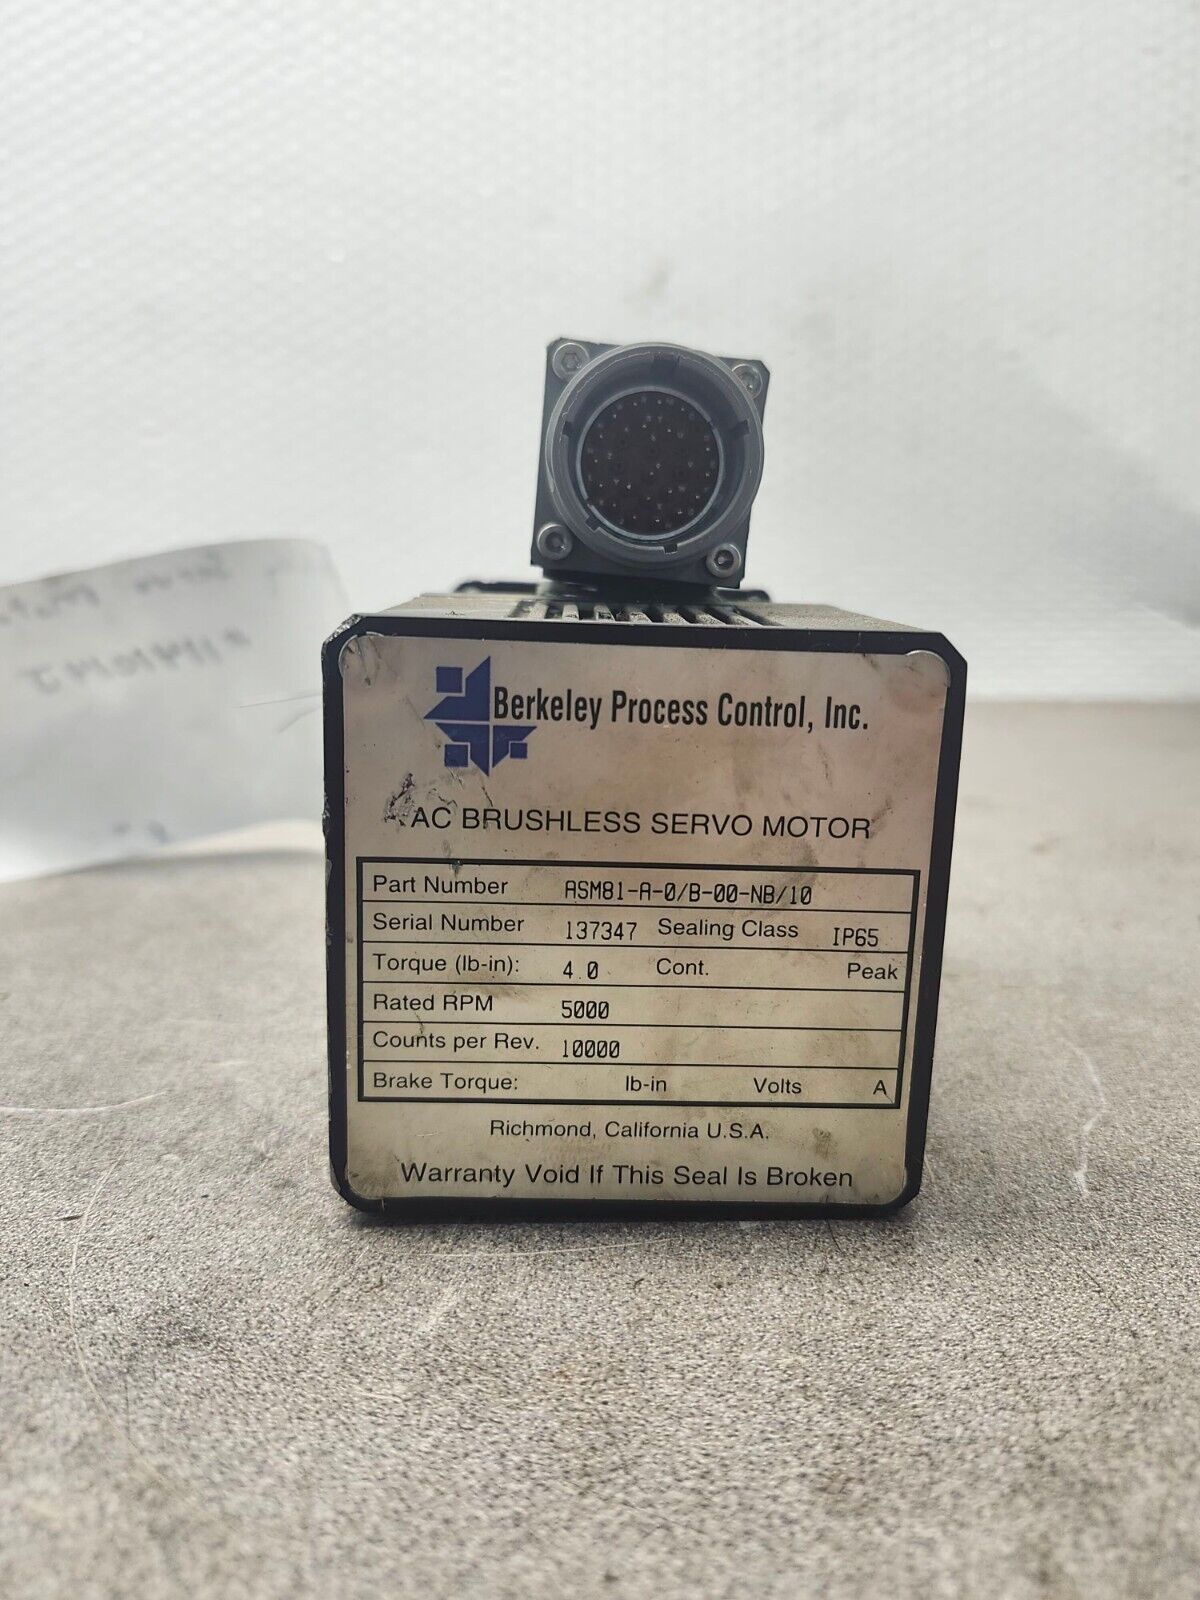 Berkeley Process Control, Inc.
AC BRUSHLESS SERVO MOTOR
Part Number ASM81-A-0/B-00-NB/10
Serial Number 137347 Sealing Class IP65
Torque (lb-in): 4.0 Cont. Peak
Rated RPM 5000
Counts per Rev. 10000
Brake Torque: lb-in Volts A
Richmond, California U.S.A.
Warranty Void If This Seal Is Broken